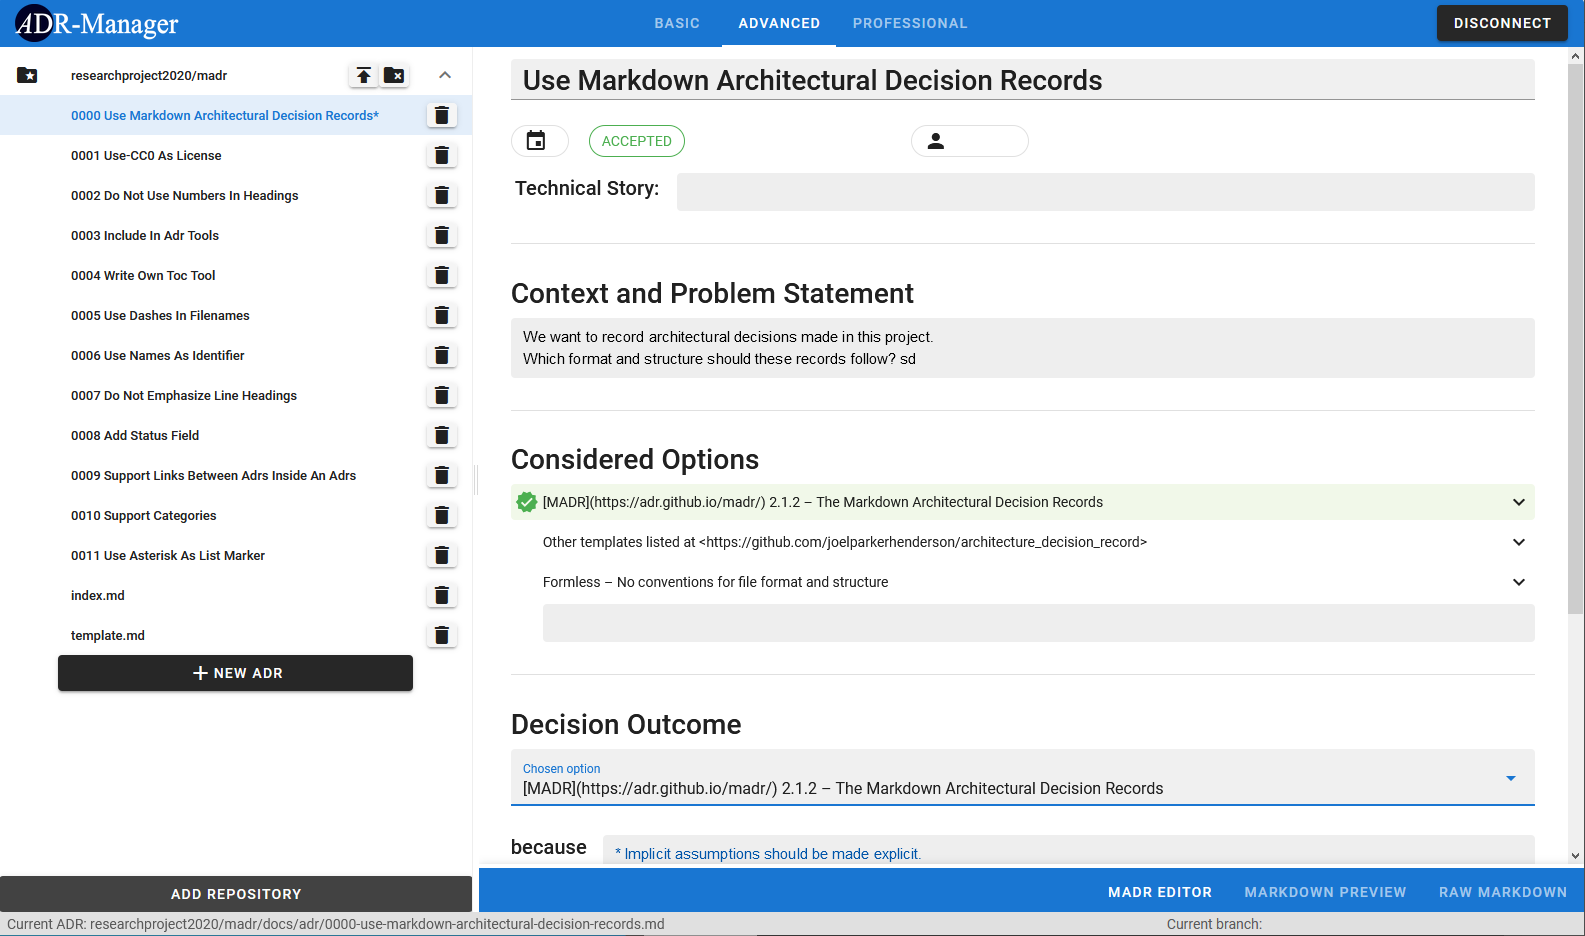 ADR-Manager
BASIC
ADVANCED
PROFESSIONAL
DISCONNECT
researchproject2020/madr
0000 Use Markdown Architectural Decision Records*
0001 Use-CC0 As License
0002 Do Not Use Numbers In Headings
0003 Include In Adr Tools
0004 Write Own Toc Tool
0005 Use Dashes In Filenames
0006 Use Names As Identifier
0007 Do Not Emphasize Line Headings
0008 Add Status Field
0009 Support Links Between Adrs Inside An Adrs
0010 Support Categories
0011 Use Asterisk As List Marker
index.md
template.md
NEW ADR
ADD REPOSITORY
Use Markdown Architectural Decision Records
ACCEPTED
Technical Story:
Context and Problem Statement
We want to record architectural decisions made in this project.
Which format and structure should these records follow? sd
Considered Options
[MADR](https://adr.github.io/madr/) 2.1.2 – The Markdown Architectural Decision Records
Other templates listed at <https://github.com/joelparkerhenderson/architecture_decision_record>
Formless – No conventions for file format and structure
Decision Outcome
Chosen option
[MADR](https://adr.github.io/madr/) 2.1.2 – The Markdown Architectural Decision Records
because
* Implicit assumptions should be made explicit.
MADR EDITOR
MARKDOWN PREVIEW
RAW MARKDOWN
Current ADR: researchproject2020/madr/docs/adr/0000-use-markdown-architectural-decision-records.md
Current branch: